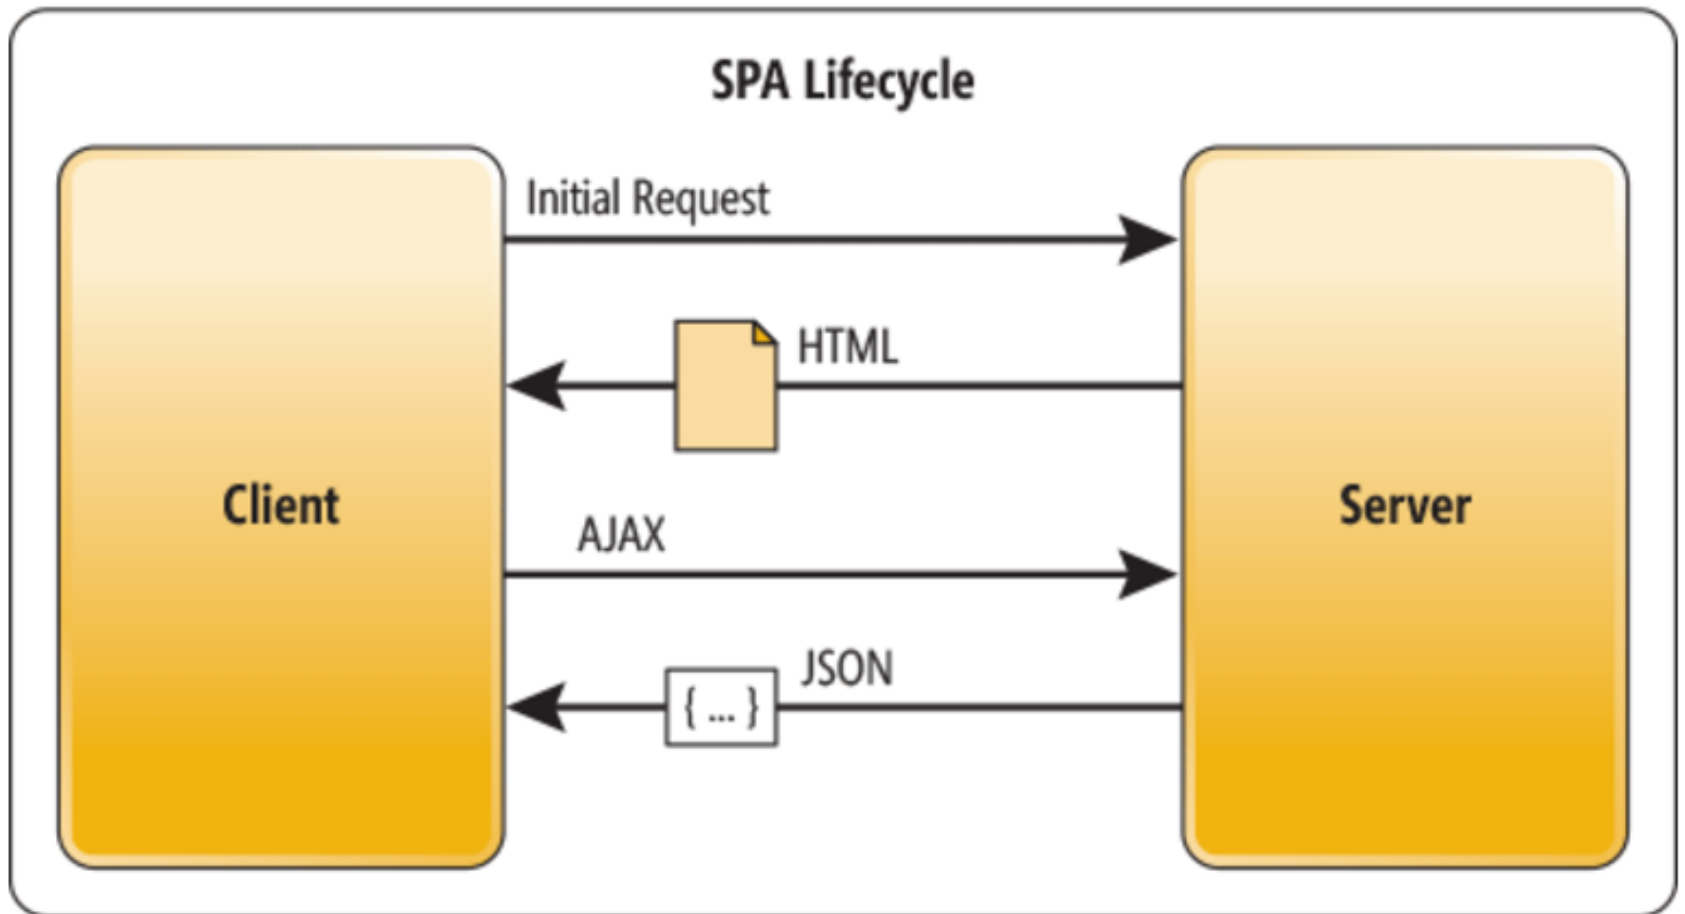 SPA Lifecycle
Initial Request
HTML
Client
Server
AJAX
JSON
{ ... }